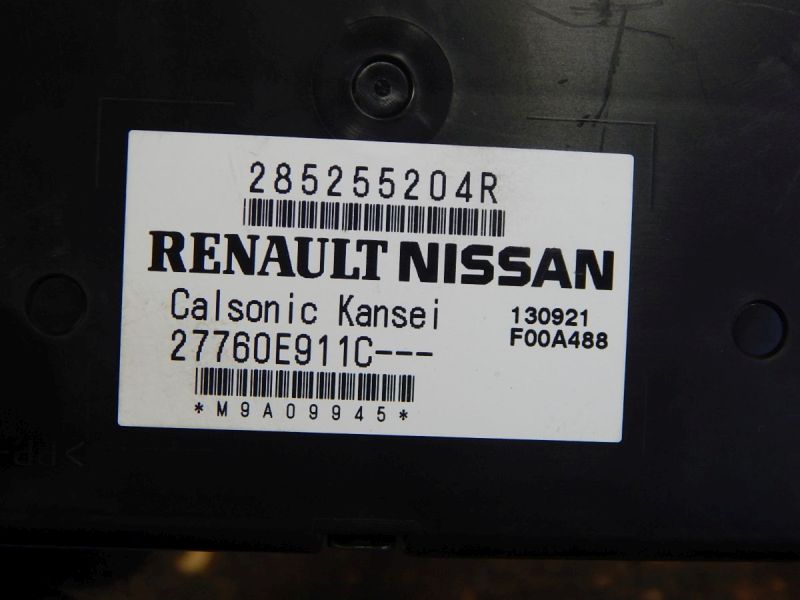 285255204R
RENAULT NISSAN
Calsonic Kansei 130921
27760E911C--- F00A488
*M9A09945*